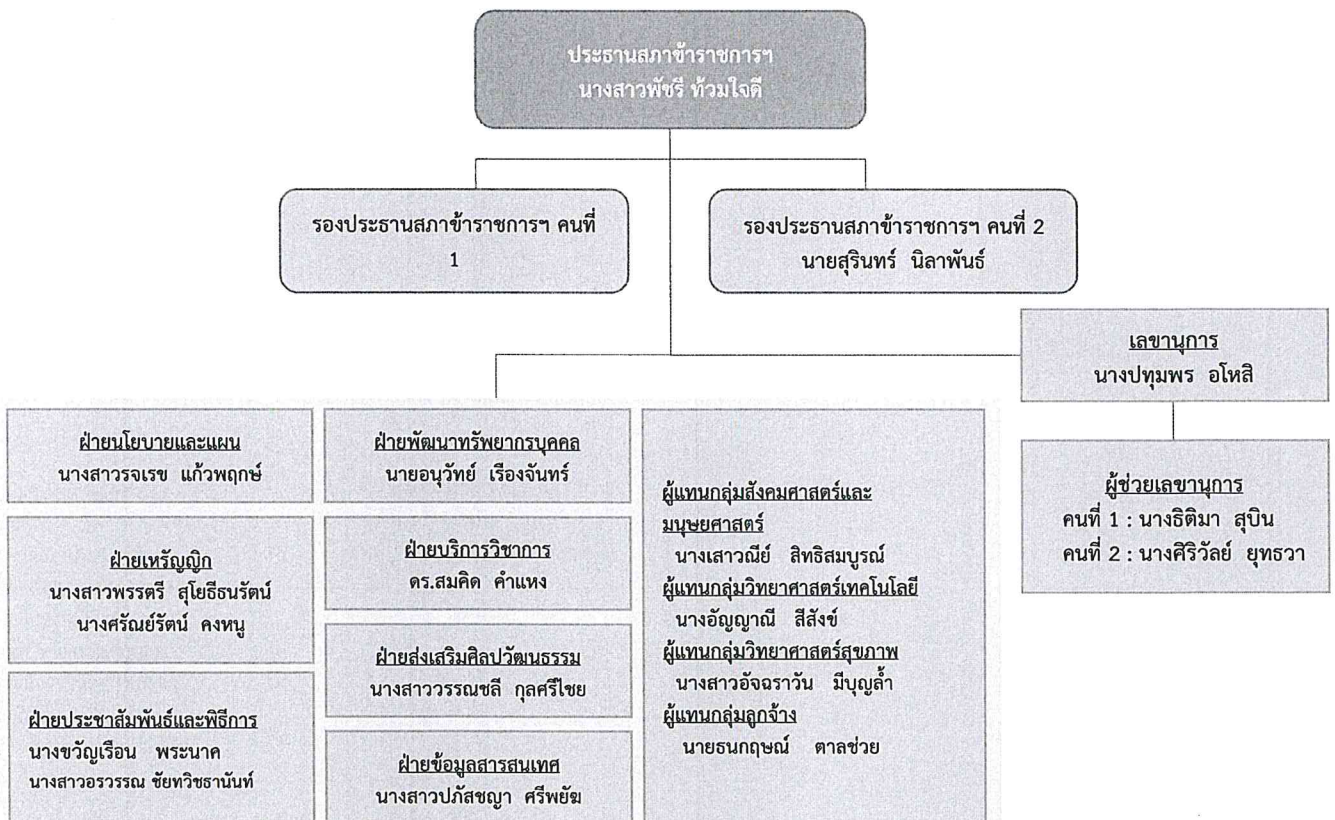 ประธานสภาข้าราชการฯ
นางสาวพัชรี ท้วมใจดี
รองประธานสภาข้าราชการฯ คนที่
1
รองประธานสภาข้าราชการฯ คนที่ 2
นายสุรินทร์ นิลาพันธ์
เลขานุการ
นางปทุมพร อโหสิ
ผู้ช่วยเลขานุการ
คนที่ 1 : นางธิติมา สุบิน
คนที่ 2 : นางศิริวัลย์ ยุทธวา
ฝ่ายนโยบายและแผน
นางสาวรจเรข แก้วพฤกษ์
ฝ่ายเหรัญญิก
นางสาวพรรตรี สุโยธีธนรัตน์
นางศรัณย์รัตน์ คงหนู
ฝ่ายประชาสัมพันธ์และพิธีการ
นางขวัญเรือน พระนาค
นางสาวอรวรรณ ชัยทวิชธานันท์
ฝ่ายพัฒนาทรัพยากรบุคคล
นายอนุวัทย์ เรืองจันทร์
ฝ่ายบริการวิชาการ
ดร.สมคิด คำแหง
ฝ่ายส่งเสริมศิลปวัฒนธรรม
นางสาววรรณชลี กุลศรีไชย
ฝ่ายข้อมูลสารสนเทศ
นางสาวปภัสชญา ศรีพยัฆ
ผู้แทนกลุ่มสังคมศาสตร์และ
มนุษยศาสตร์
นางเสาวณีย์ สิทธิสมบูรณ์
ผู้แทนกลุ่มวิทยาศาสตร์เทคโนโลยี
นางอัญญาณี สีสังข์
ผู้แทนกลุ่มวิทยาศาสตร์สุขภาพ
นางสาวอัจฉราวัน มีบุญล้ำ
ผู้แทนกลุ่มลูกจ้าง
นายธนกฤษณ์ ตาลช่วย